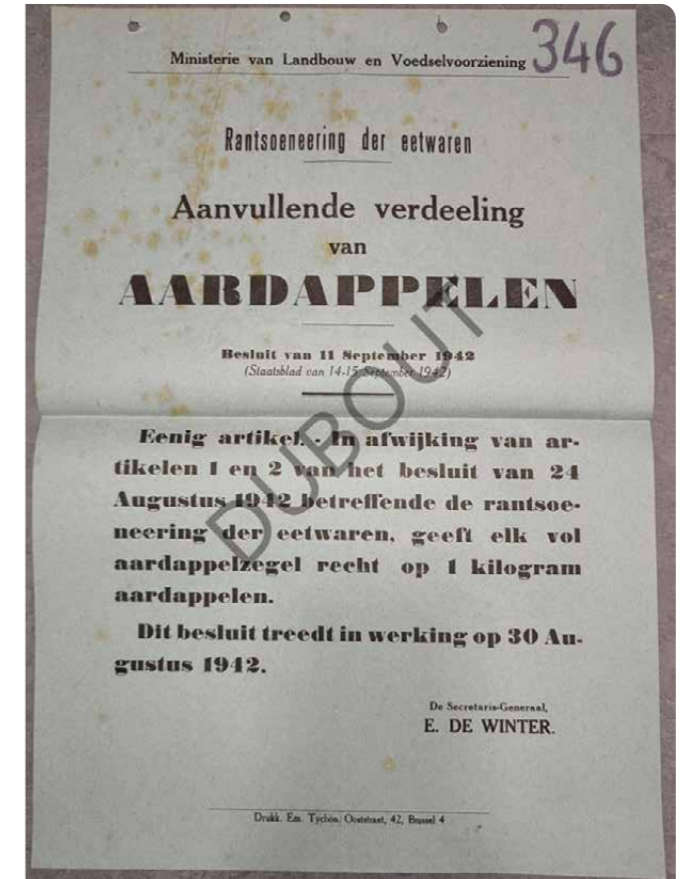 346
Ministerie van Landbouw en Voedselvoorziening
Rantsoeneering der eetwaren
Aanvullende verdeeling
van
AARDAPPELEN
Besluit van 11 September 1942
(Staatsblad van 14-15 September 1942)
Eenig artikel. - In afwijking van ar-
tikelen 1 en 2 van het besluit van 24
Augustus 1942 betreffende de rantsoe-
neering der eetwaren, geeft elk vol
aardappelzegel recht op 1 kilogram
aardappelen.
Dit besluit treedt in werking op 30 Au-
gustus 1942.
De Secretaris-Generaal,
E. DE WINTER.
Drukk. Em. Tychon, Ooststraat, 42, Brussel 4
DUBOUT